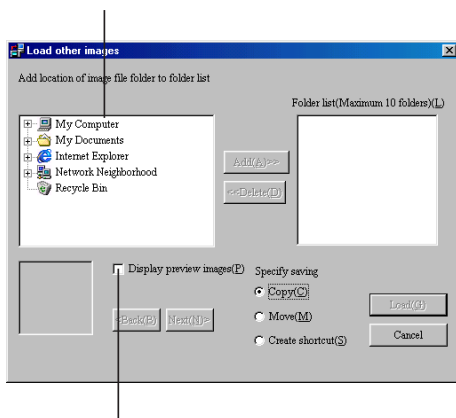 Load other images
Add location of image file folder to folder list
Folder list(Maximum 10 folders)(L)
My Computer
My Documents
Internet Explorer
Network Neighborhood
Recycle Bin
Add(A)>>
<<Delete(D)
Display preview images(P)
Specify saving
Copy(C)
<Back(B) Next(N)>
Move(M)
Load(G)
Create shortcut(S)
Cancel